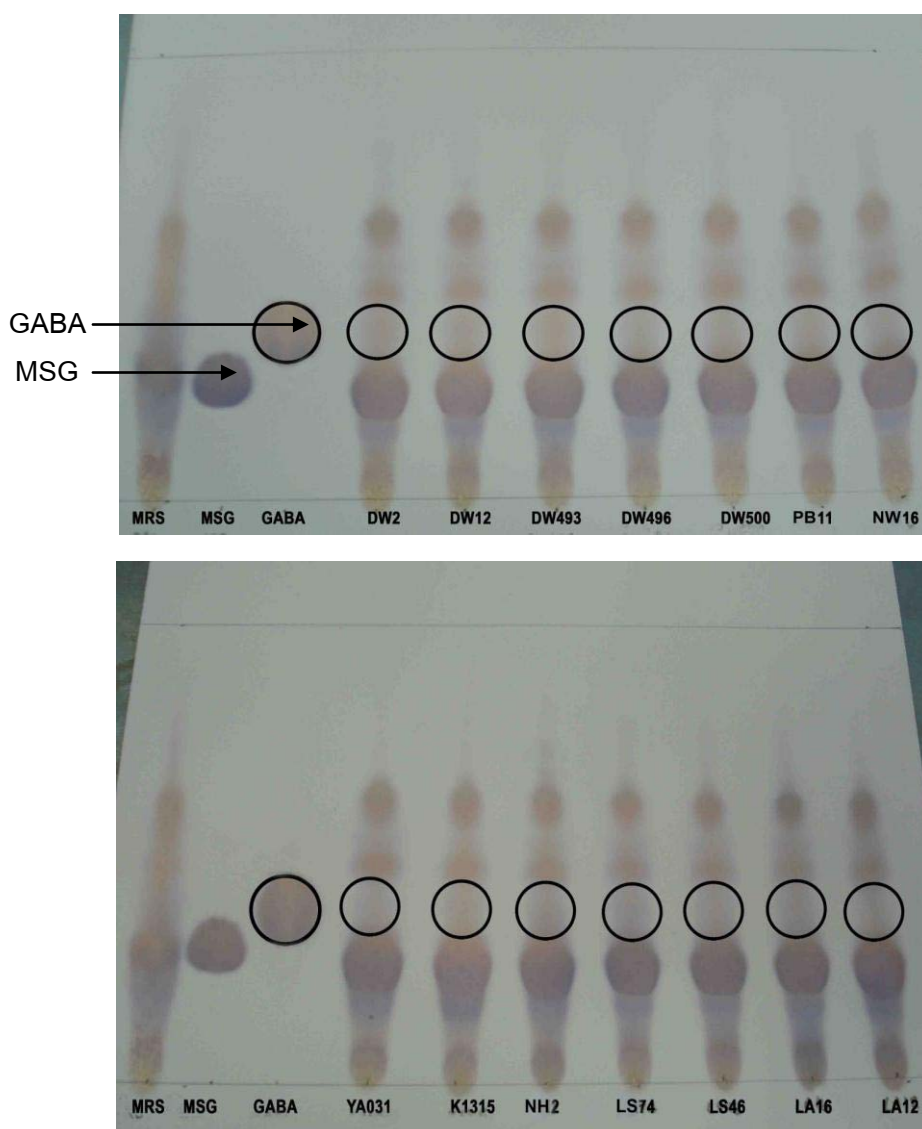 GABA
MSG
MRS MSG GABA DW2 DW12 DW493 DW496 DW500 PB11 NW16
MRS MSG GABA YA031 K1315 NH2 LS74 LS46 LA16 LA12